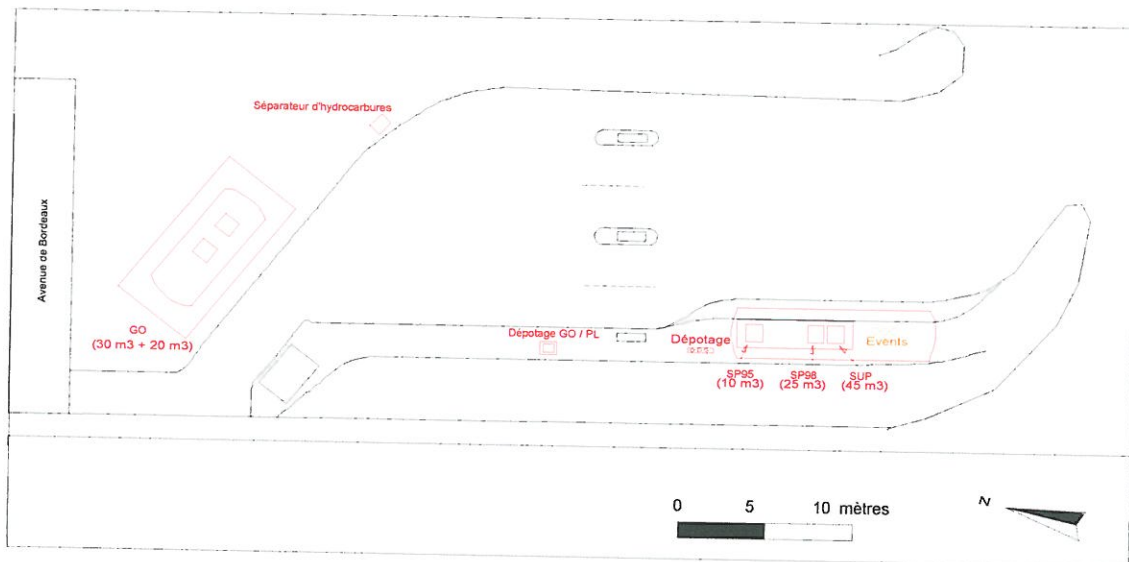 Séparateur d'hydrocarbures
Avenue de Bordeaux
GO
(30 m3 + 20 m3)
Dépotage GO / PL
Dépotage
Events
SP95
(10 m3)
SP98
(25 m3)
SUP
(45 m3)
0 5 10 mètres
N